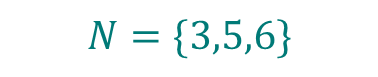 N = {3,5,6}